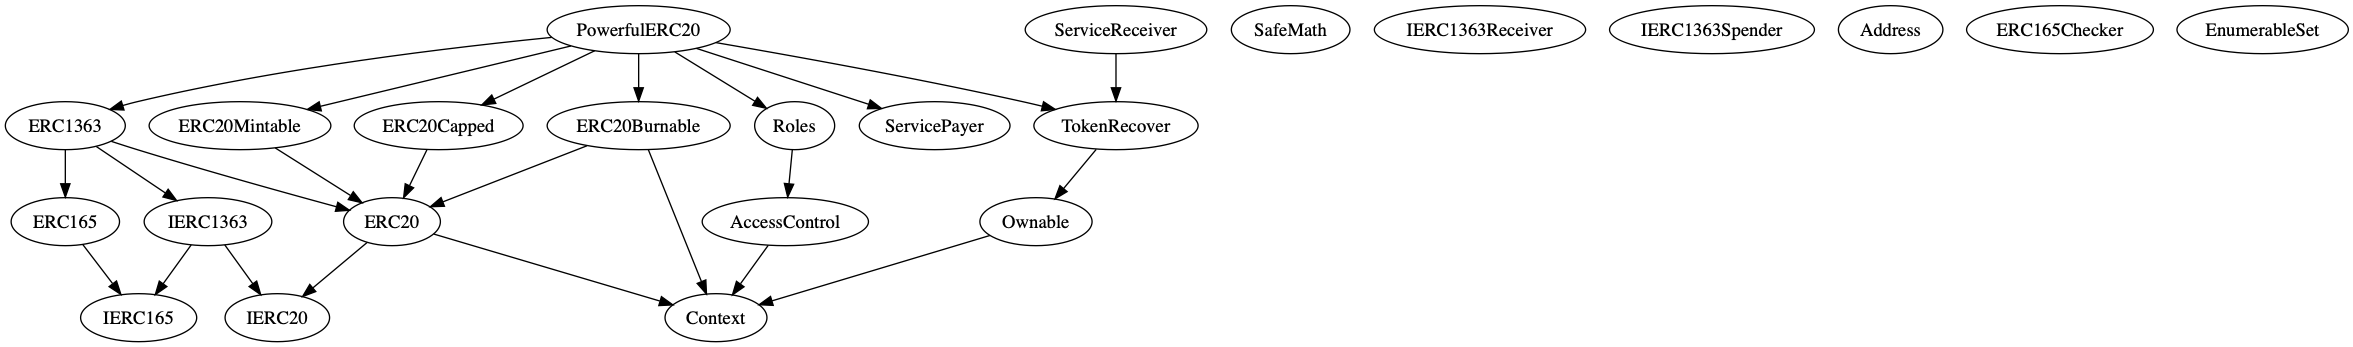 PowerfulERC20
ServiceReceiver
SafeMath
IERC1363Receiver
IERC1363Spender
Address
ERC165Checker
EnumerableSet
ERC1363
ERC20Mintable
ERC20Capped
ERC20Burnable
Roles
ServicePayer
TokenRecover
ERC165
IERC1363
ERC20
AccessControl
Ownable
IERC165
IERC20
Context